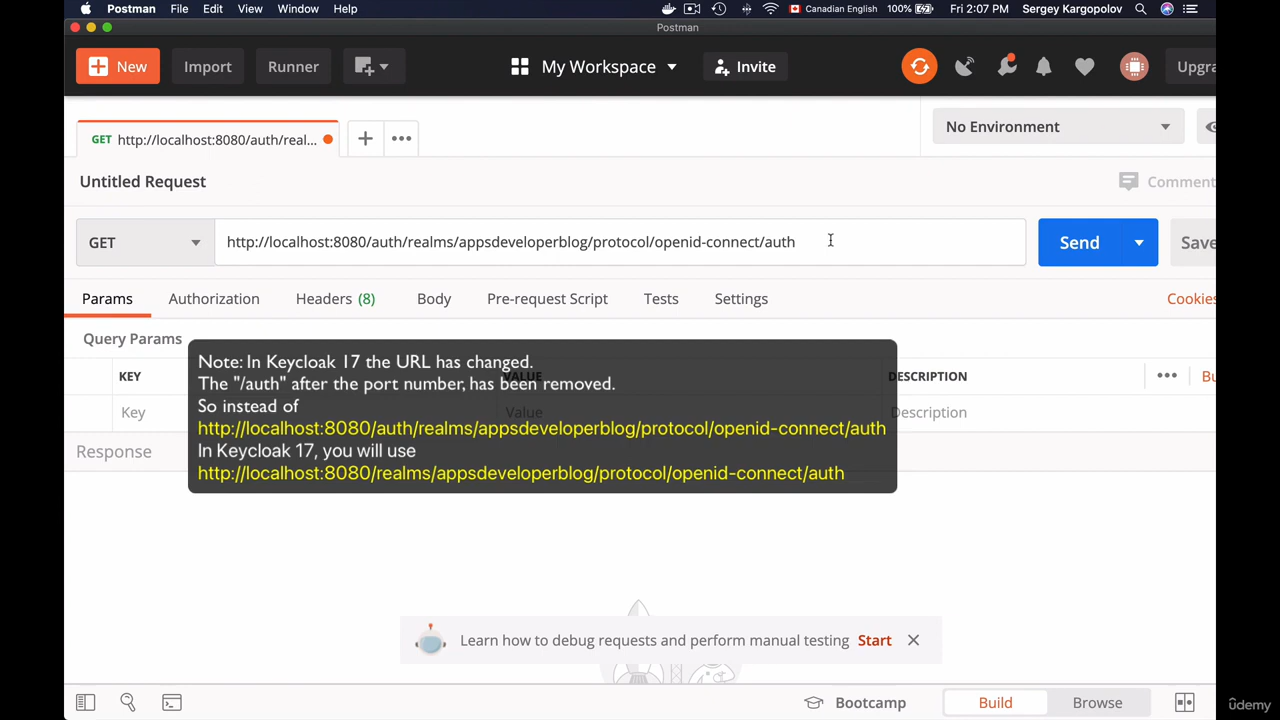 Postman File Edit View Window Help Canadian English 100% Fri 2:07 PM Sergey Kargopolov
Postman
New Import Runner My Workspace Invite Upgra
GET http://localhost:8080/auth/real... No Environment
Untitled Request Comment
GET http://localhost:8080/auth/realms/appsdeveloperblog/protocol/openid-connect/auth Send Save
Params Authorization Headers (8) Body Pre-request Script Tests Settings Cookies
Query Params
KEY VALUE DESCRIPTION ••• Bu
Key Value Description
Response
Note: In Keycloak 17 the URL has changed.
The "/auth" after the port number, has been removed.
So instead of
http://localhost:8080/auth/realms/appsdeveloperblog/protocol/openid-connect/auth
In Keycloak 17, you will use
http://localhost:8080/realms/appsdeveloperblog/protocol/openid-connect/auth
Learn how to debug requests and perform manual testing Start
Bootcamp Build Browse
ûdemy